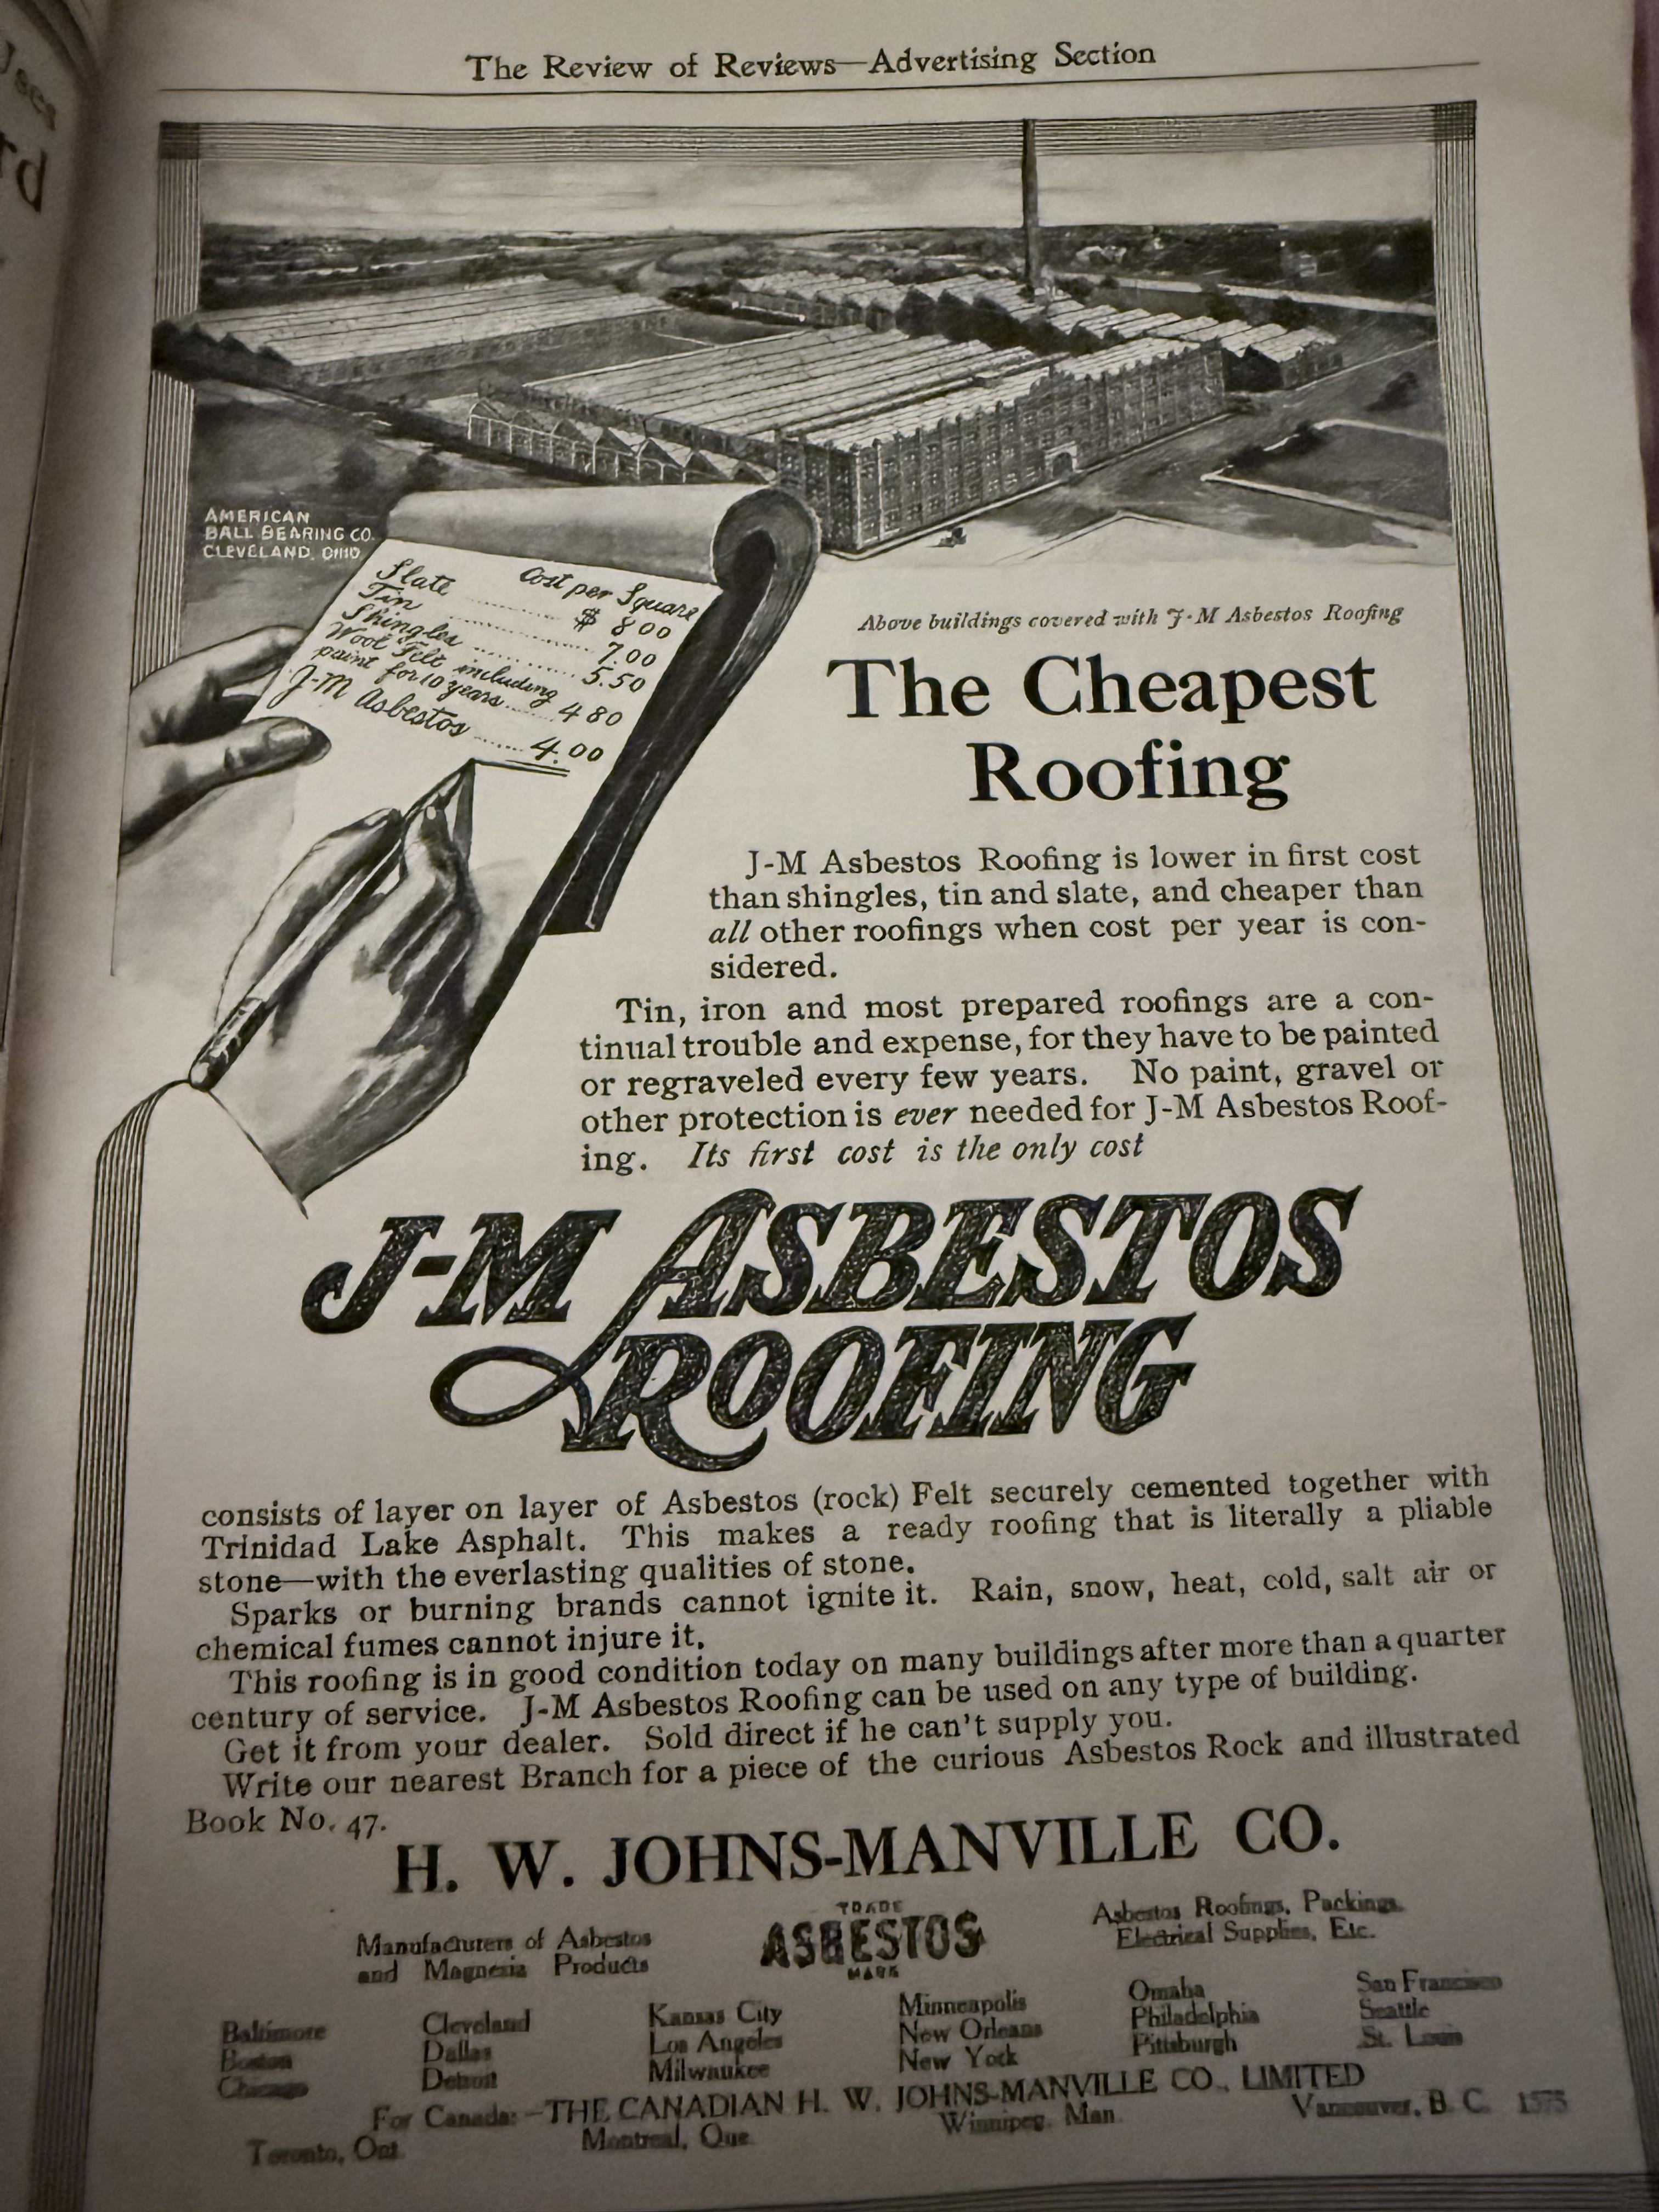 The Review of Reviews—Advertising Section
AMERICAN
BALL BEARING CO.
CLEVELAND, OHIO.
Cost per Square
Slate ........ $ 8 00
Tin ............ 7.00
Shingles ........ 5.50
Wool Felt including
paint for 10 years ...... 4 80
J-M Asbestos ...... 4.00
Above buildings covered with J-M Asbestos Roofing
The Cheapest
Roofing
J-M Asbestos Roofing is lower in first cost
than shingles, tin and slate, and cheaper than
all other roofings when cost per year is con-
sidered.
Tin, iron and most prepared roofings are a con-
tinual trouble and expense, for they have to be painted
or regraveled every few years. No paint, gravel or
other protection is ever needed for J-M Asbestos Roof-
ing. Its first cost is the only cost
J-M ASBESTOS
ROOFING
consists of layer on layer of Asbestos (rock) Felt securely cemented together with
Trinidad Lake Asphalt. This makes a ready roofing that is literally a pliable
stone—with the everlasting qualities of stone.
Sparks or burning brands cannot ignite it. Rain, snow, heat, cold, salt air or
chemical fumes cannot injure it.
This roofing is in good condition today on many buildings after more than a quarter
century of service. J-M Asbestos Roofing can be used on any type of building.
Get it from your dealer. Sold direct if he can't supply you.
Write our nearest Branch for a piece of the curious Asbestos Rock and illustrated
Book No. 47.
H. W. JOHNS-MANVILLE CO.
Manufacturers of Asbestos
and Magnesia Products
TRADE
ASBESTOS
MARK
Asbestos Roofings, Packings,
Electrical Supplies, Etc.
Baltimore
Boston
Chicago
Cleveland
Dallas
Detroit
Kansas City
Los Angeles
Milwaukee
Minneapolis
New Orleans
New York
Omaha
Philadelphia
Pittsburgh
San Francisco
Seattle
St. Louis
For Canada:—THE CANADIAN H. W. JOHNS-MANVILLE CO., LIMITED
Toronto, Ont. Montreal, Que. Winnipeg, Man. Vancouver, B. C. 1575